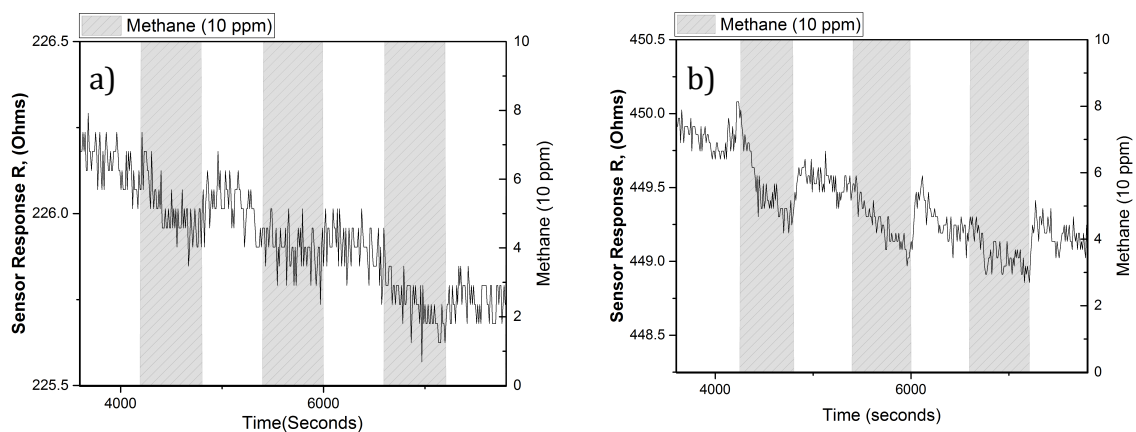 Methane (10 ppm)
226.5
226.0
225.5
Sensor Response R, (Ohms)
a)
10
8
6
4
2
0
Methane (10 ppm)
4000
6000
Time(Seconds)
Methane (10 ppm)
450.5
450.0
449.5
449.0
448.5
Sensor Response R, (Ohms)
b)
10
8
6
4
2
0
Methane (10 ppm)
4000
6000
Time (seconds)